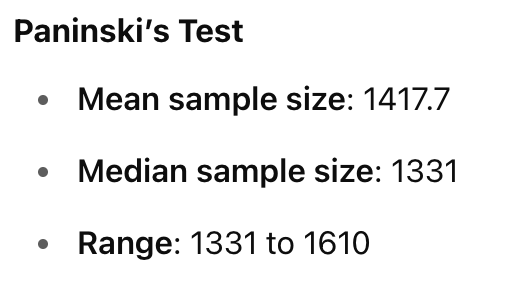 Paninski’s Test
• Mean sample size: 1417.7
• Median sample size: 1331
• Range: 1331 to 1610